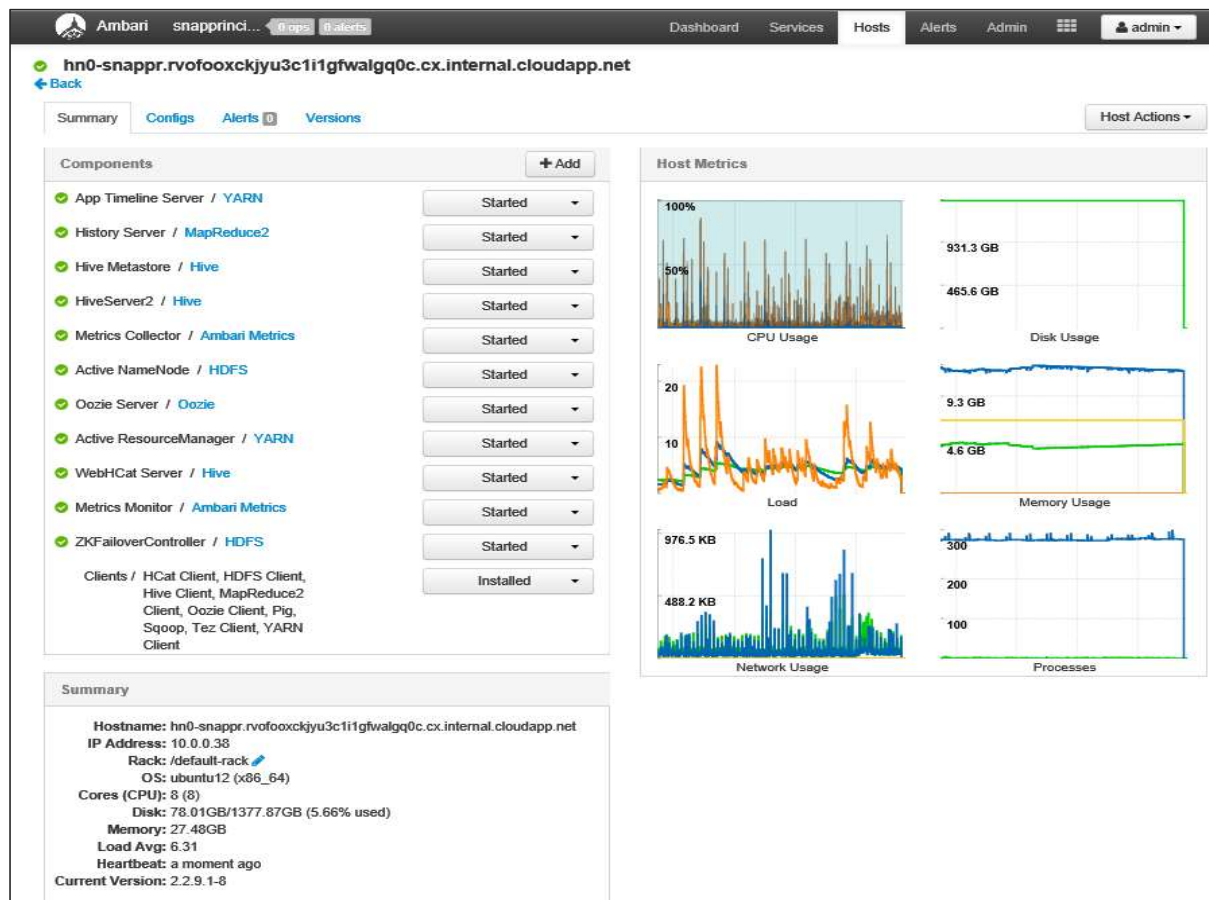 Ambari snapprinci... 0 ops 0 alerts Dashboard Services Hosts Alerts Admin admin
hn0-snappr.rvofooxckjyu3c1i1gfwalgq0c.cx.internal.cloudapp.net
Back
Summary Configs Alerts 0 Versions Host Actions
Components + Add
App Timeline Server / YARN Started
History Server / MapReduce2 Started
Hive Metastore / Hive Started
HiveServer2 / Hive Started
Metrics Collector / Ambari Metrics Started
Active NameNode / HDFS Started
Oozie Server / Oozie Started
Active ResourceManager / YARN Started
WebHCat Server / Hive Started
Metrics Monitor / Ambari Metrics Started
ZKFailoverController / HDFS Started
Clients / HCat Client, HDFS Client, Installed
Hive Client, MapReduce2
Client, Oozie Client, Pig,
Sqoop, Tez Client, YARN
Client
Host Metrics
100%
50%
CPU Usage
931.3 GB
465.6 GB
Disk Usage
20
10
Load
9.3 GB
4.6 GB
Memory Usage
976.5 KB
488.2 KB
Network Usage
300
200
100
Processes
Summary
Hostname: hn0-snappr.rvofooxckjyu3c1i1gfwalgq0c.cx.internal.cloudapp.net
IP Address: 10.0.0.38
Rack: /default-rack
OS: ubuntu12 (x86_64)
Cores (CPU): 8 (8)
Disk: 78.01GB/1377.87GB (5.66% used)
Memory: 27.48GB
Load Avg: 6.31
Heartbeat: a moment ago
Current Version: 2.2.9.1-8